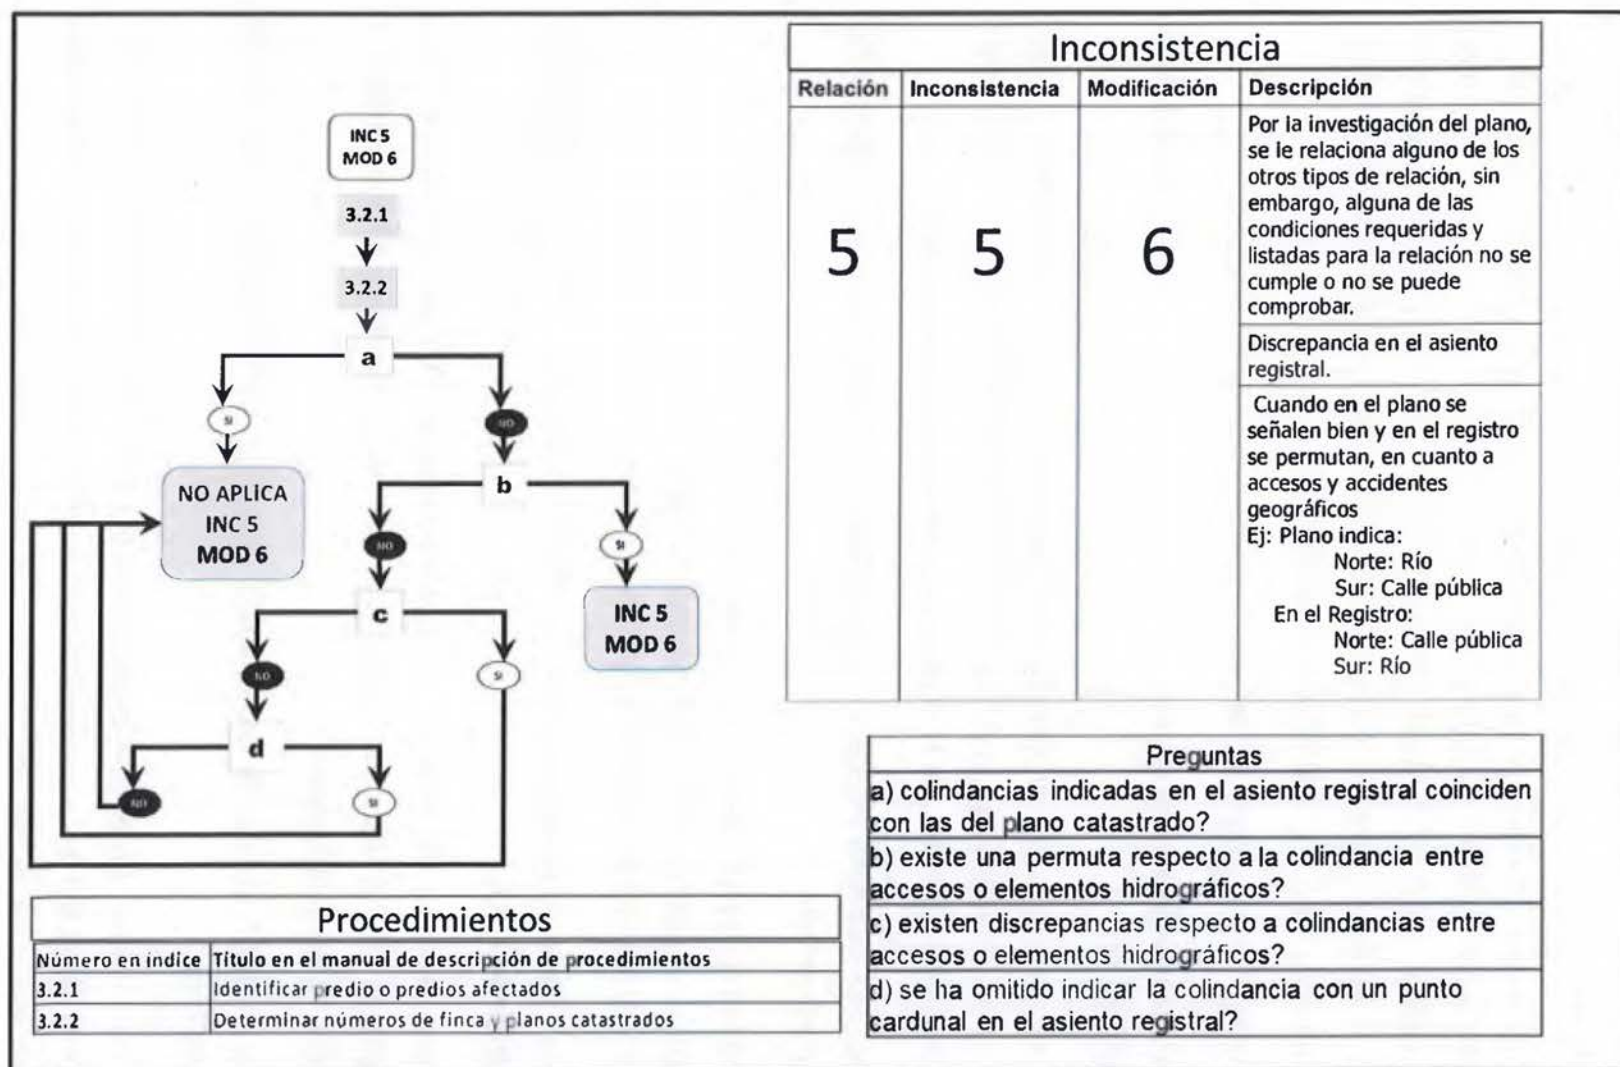 INC 5
MOD 6
3.2.1
3.2.2
a
SI
NO
NO APLICA
INC 5
MOD 6
b
NO
SI
c
INC 5
MOD 6
NO
SI
d
NO
SI
Inconsistencia
Relación Inconsistencia Modificación Descripción
5 5 6
Por la investigación del plano,
se le relaciona alguno de los
otros tipos de relación, sin
embargo, alguna de las
condiciones requeridas y
listadas para la relación no se
cumple o no se puede
comprobar.
Discrepancia en el asiento
registral.
Cuando en el plano se
señalen bien y en el registro
se permutan, en cuanto a
accesos y accidentes
geográficos
Ej: Plano indica:
Norte: Río
Sur: Calle pública
En el Registro:
Norte: Calle pública
Sur: Río
Procedimientos
Número en indice Título en el manual de descripción de procedimientos
3.2.1 Identificar predio o predios afectados
3.2.2 Determinar números de finca y planos catastrados
Preguntas
a) colindancias indicadas en el asiento registral coinciden
con las del plano catastrado?
b) existe una permuta respecto a la colindancia entre
accesos o elementos hidrográficos?
c) existen discrepancias respecto a colindancias entre
accesos o elementos hidrográficos?
d) se ha omitido indicar la colindancia con un punto
cardunal en el asiento registral?